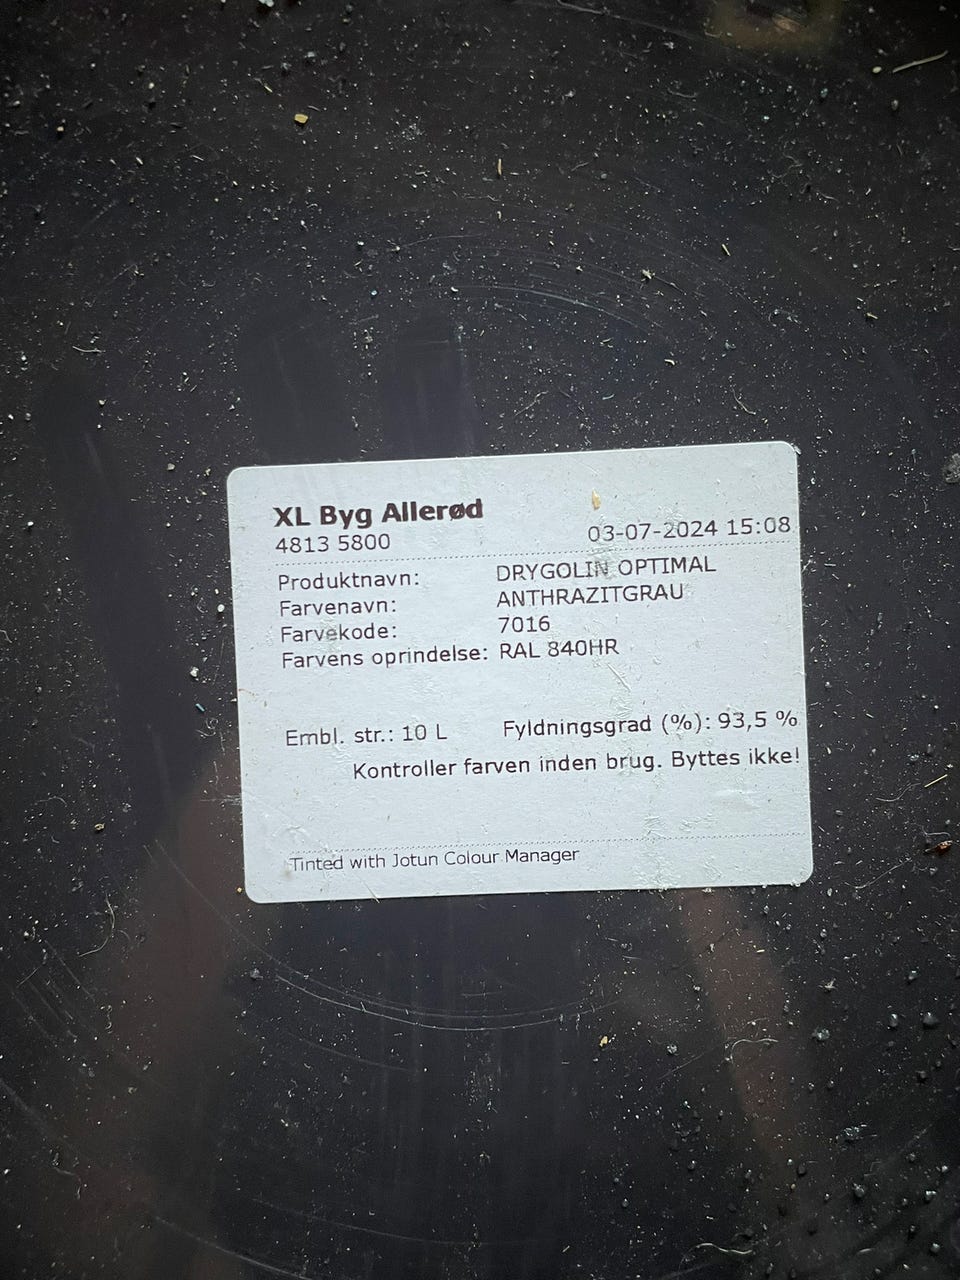 XL Byg Allerød
4813 5800 03-07-2024 15:08
Produktnavn: DRYGOLIN OPTIMAL
Farvenavn: ANTHRAZITGRAU
Farvekode: 7016
Farvens oprindelse: RAL 840HR
Embl. str.: 10 L Fyldningsgrad (%): 93,5 %
Kontroller farven inden brug. Byttes ikke!
Tinted with Jotun Colour Manager